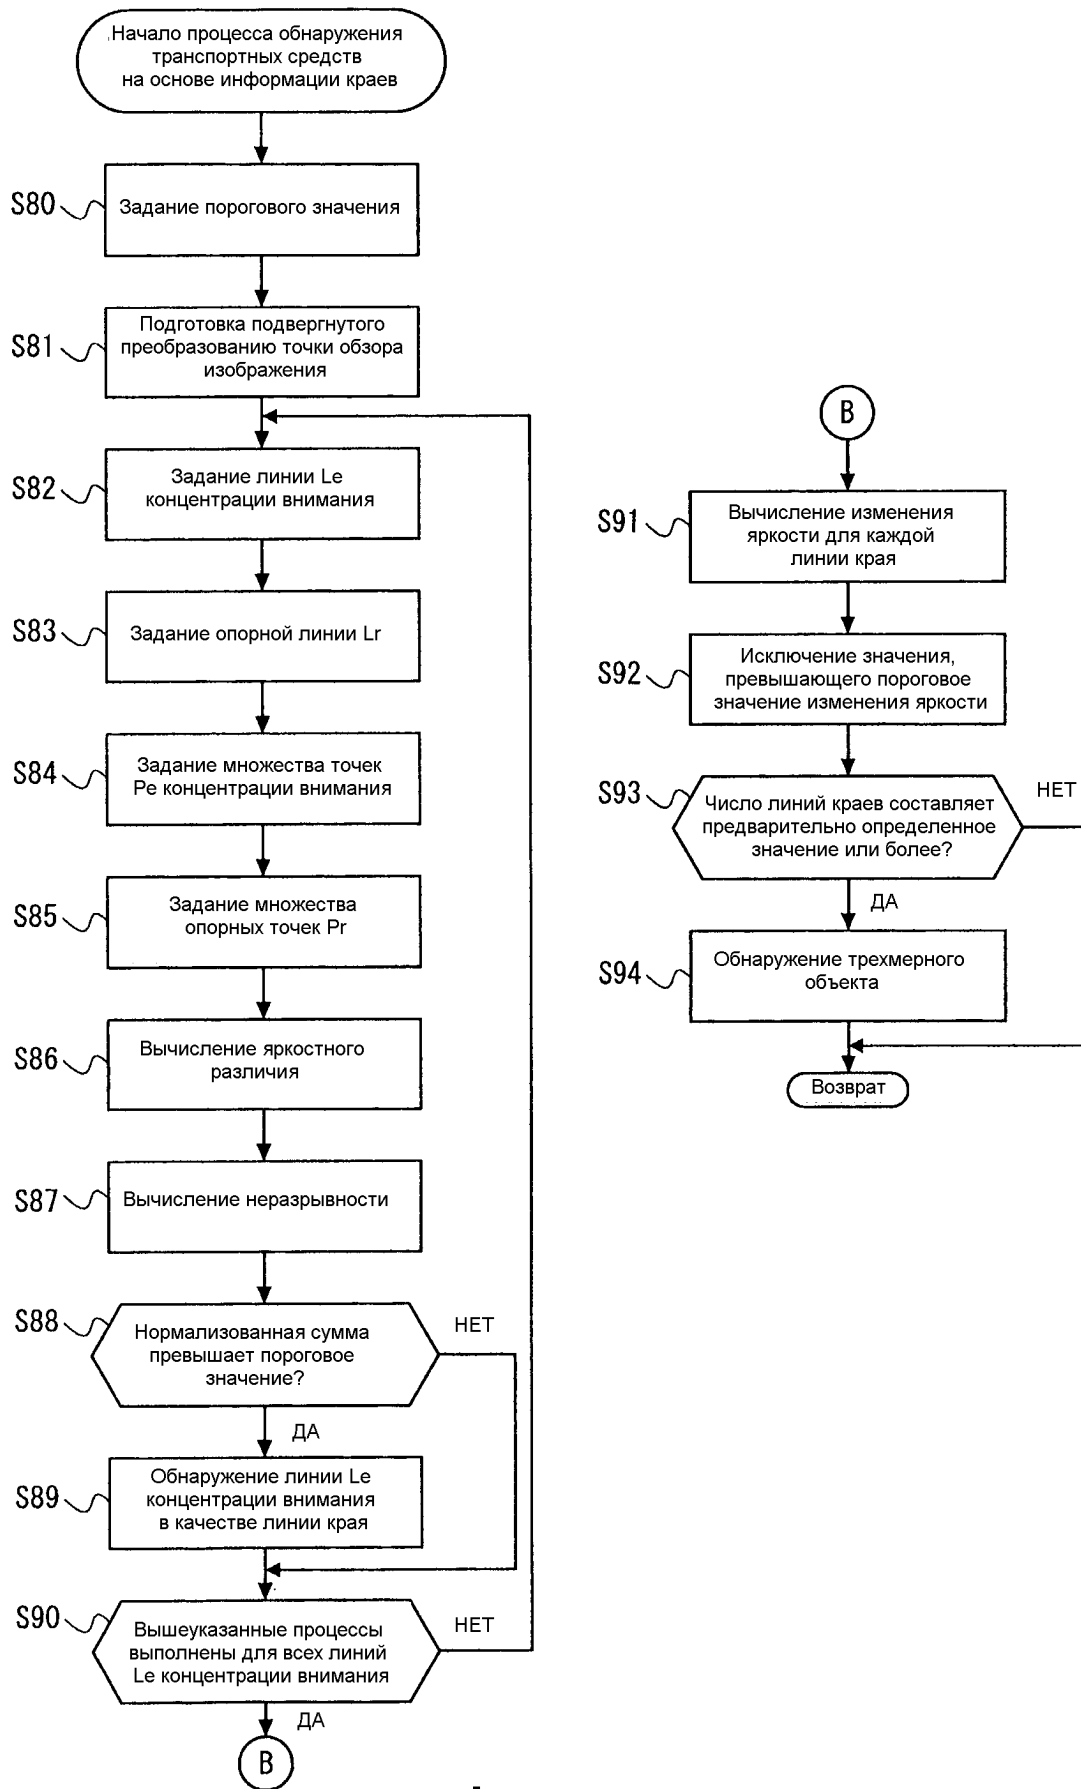 Начало процесса обнаружения
транспортных средств
на основе информации краев
S80
Задание порогового значения
S81
Подготовка подвергнутого
преобразованию точки обзора
изображения
S82
Задание линии Le
концентрации внимания
S83
Задание опорной линии Lr
S84
Задание множества точек
Pe концентрации внимания
S85
Задание множества
опорных точек Pr
S86
Вычисление яркостного
различия
S87
Вычисление неразрывности
S88
Нормализованная сумма
превышает пороговое
значение?
НЕТ
ДА
S89
Обнаружение линии Le
концентрации внимания
в качестве линии края
S90
Вышеуказанные процессы
выполнены для всех линий
Le концентрации внимания
НЕТ
ДА
B
B
S91
Вычисление изменения
яркости для каждой
линии края
S92
Исключение значения,
превышающего пороговое
значение изменения яркости
S93
Число линий краев составляет
предварительно определенное
значение или более?
НЕТ
ДА
S94
Обнаружение трехмерного
объекта
Возврат